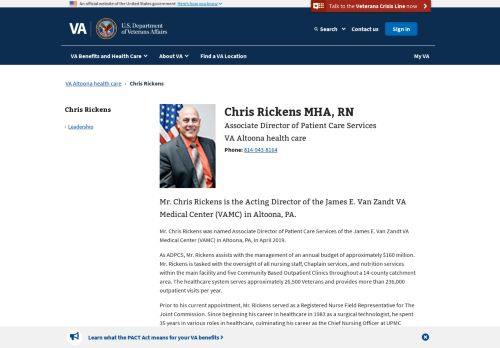 An official website of the United States government Here's how you know
Talk to the Veterans Crisis Line now
VA
U.S. Department
of Veterans Affairs
Search
Contact us
Sign in
VA Benefits and Health Care
About VA
Find a VA Location
My VA
VA Altoona health care › Chris Rickens
Chris Rickens
› Leadership
Chris Rickens MHA, RN
Associate Director of Patient Care Services
VA Altoona health care
Phone: 814-943-8164
Mr. Chris Rickens is the Acting Director of the James E. Van Zandt VA
Medical Center (VAMC) in Altoona, PA.
Mr. Chris Rickens was named Associate Director of Patient Care Services of the James E. Van Zandt VA
Medical Center (VAMC) in Altoona, PA, in April 2019.
As ADPCS, Mr. Rickens assists with the management of an annual budget of approximately $160 million.
Mr. Rickens is tasked with the oversight of all nursing staff, Chaplain services, and nutrition services
within the main facility and five Community Based Outpatient Clinics throughout a 14-county catchment
area. The healthcare system serves approximately 26,500 Veterans and provides more than 236,000
outpatient visits per year.
Prior to his current appointment, Mr. Rickens served as a Registered Nurse Field Representative for The
Joint Commission. Since beginning his career in healthcare in 1983 as a surgical technologist, he spent
35 years in various roles in healthcare, culminating his career as the Chief Nursing Officer at UPMC
Learn what the PACT Act means for your VA benefits